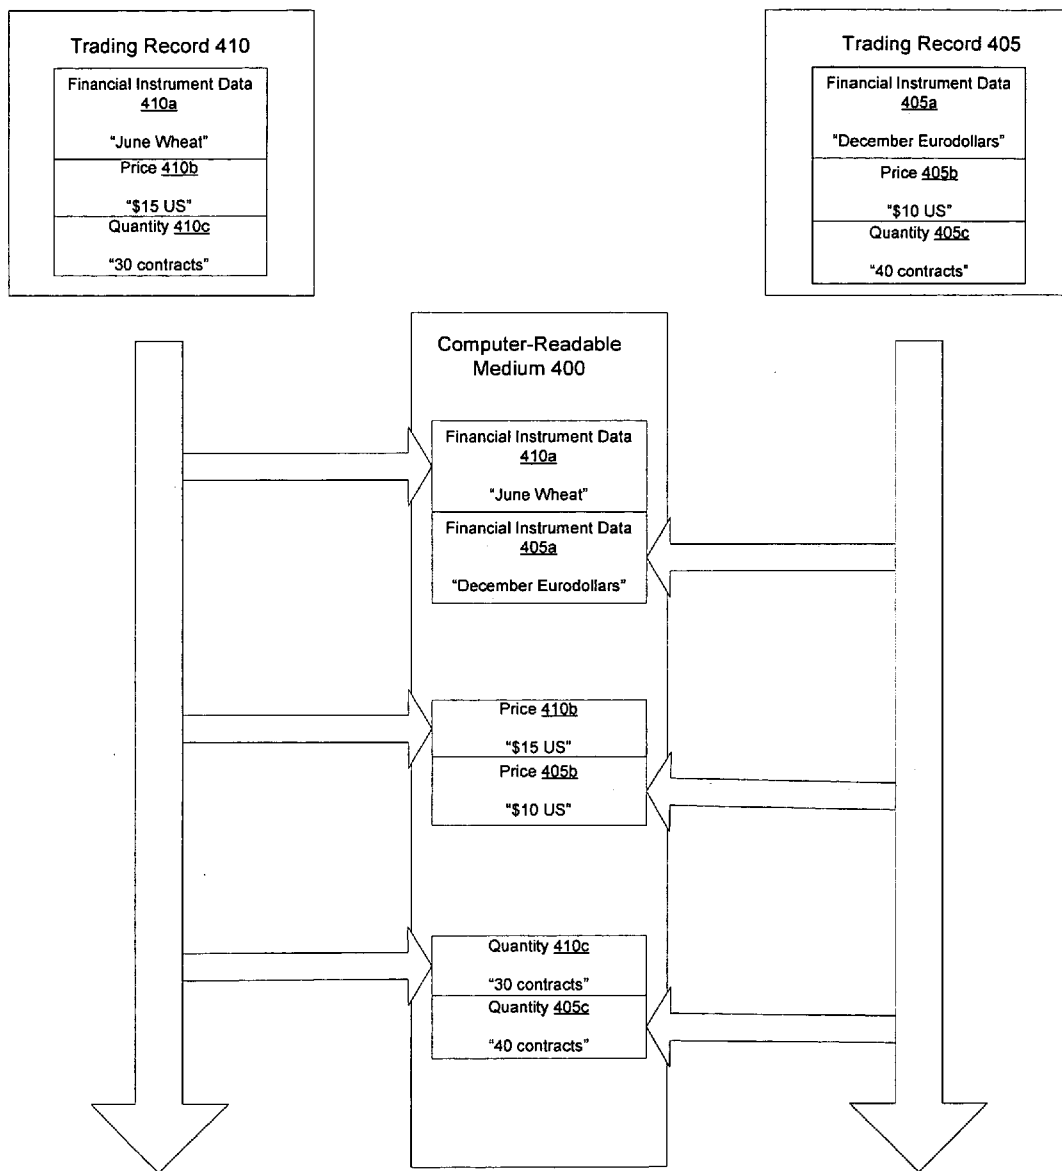 Trading Record 410
Financial Instrument Data
410a
“June Wheat”
Price 410b
“$15 US”
Quantity 410c
“30 contracts”
Trading Record 405
Financial Instrument Data
405a
“December Eurodollars”
Price 405b
“$10 US”
Quantity 405c
“40 contracts”
Computer-Readable
Medium 400
Financial Instrument Data
410a
“June Wheat”
Financial Instrument Data
405a
“December Eurodollars”
Price 410b
“$15 US”
Price 405b
“$10 US”
Quantity 410c
“30 contracts”
Quantity 405c
“40 contracts”